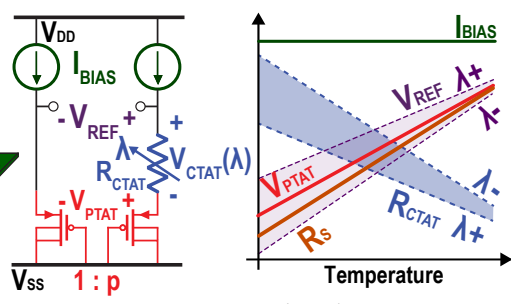 VDD
IBIAS
- VREF +
λ
RCTAT
+
VCTAT(λ)
-
- VPTAT +
VSS
1 : p
IBIAS
VREF
λ+
λ-
VPTAT
RS
RCTAT
λ-
λ+
Temperature